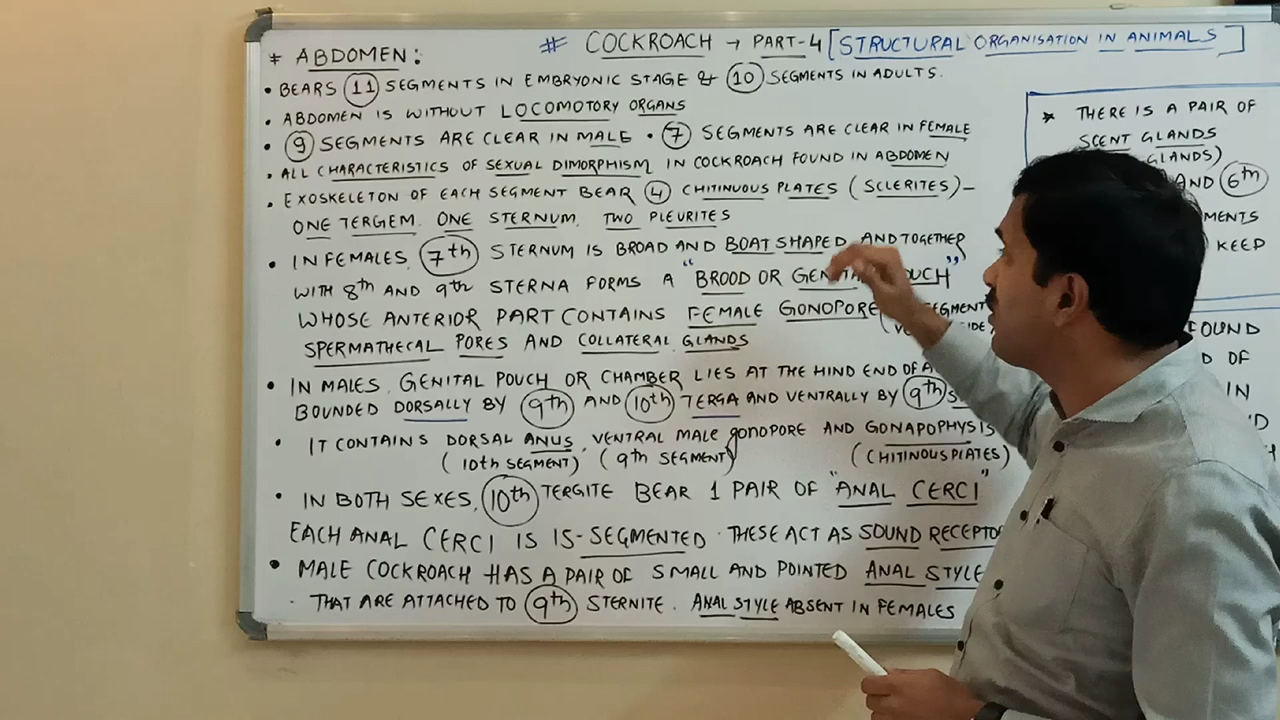 # COCKROACH → PART-4 [STRUCTURAL ORGANISATION IN ANIMALS]
* ABDOMEN:
• BEARS 11 SEGMENTS IN EMBRYONIC STAGE & 10 SEGMENTS IN ADULTS.
• ABDOMEN IS WITHOUT LOCOMOTORY ORGANS
• 9 SEGMENTS ARE CLEAR IN MALE • 7 SEGMENTS ARE CLEAR IN FEMALE
• ALL CHARACTERISTICS OF SEXUAL DIMORPHISM IN COCKROACH FOUND IN ABDOMEN
• EXOSKELETON OF EACH SEGMENT BEAR 4 CHITINUOUS PLATES (SCLERITES)-
ONE TERGEM, ONE STERNUM, TWO PLEURITES
• IN FEMALES, 7th STERNUM IS BROAD AND BOAT SHAPED AND TOGETHER
WITH 8th AND 9th STERNA FORMS A "BROOD OR POUCH"
WHOSE ANTERIOR PART CONTAINS FEMALE GONOPORE SEGMENT
SPERMATHECAL PORES AND COLLATERAL GLANDS
• IN MALES, GENITAL POUCH OR CHAMBER LIES AT THE HIND END OF
BOUNDED DORSALLY BY 9th AND 10th TERGA AND VENTRALLY BY 9th
• IT CONTAINS DORSAL ANUS, VENTRAL MALE gONOPORE AND GONAPOPHYSIS
(10th SEGMENT) (9th SEGMENT) (CHITINOUS PLATES)
• IN BOTH SEXES, 10th TERGITE BEAR 1 PAIR OF "ANAL CERCI"
EACH ANAL CERCI IS 15-SEGMENTED. THESE ACT AS SOUND
• MALE COCKROACH HAS A PAIR OF SMALL AND POINTED ANAL STYLE
THAT ARE ATTACHED TO 9th STERNITE. ANAL STYLE ABSENT IN FEMALES
* THERE IS A PAIR OF
SCENT GLANDS
GLANDS)
AND 6th
KEEP
OF
IN